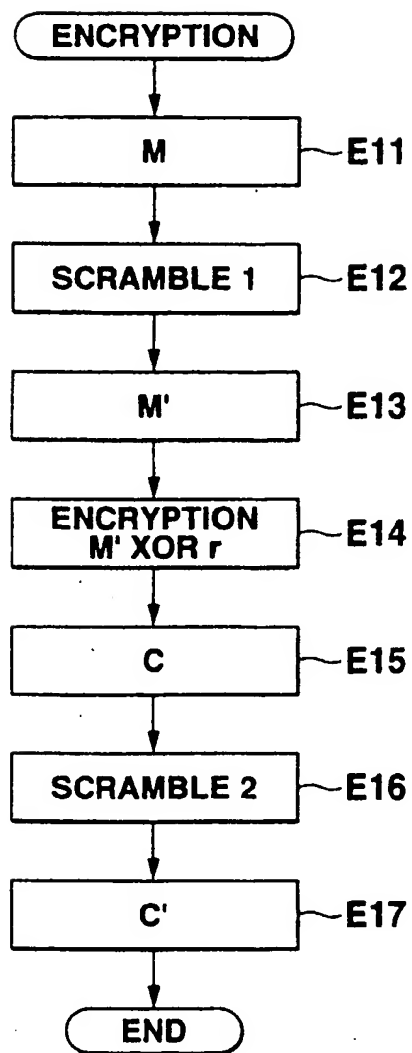 ENCRYPTION
M E11
SCRAMBLE 1 E12
M' E13
ENCRYPTION
M' XOR r E14
C E15
SCRAMBLE 2 E16
C' E17
END